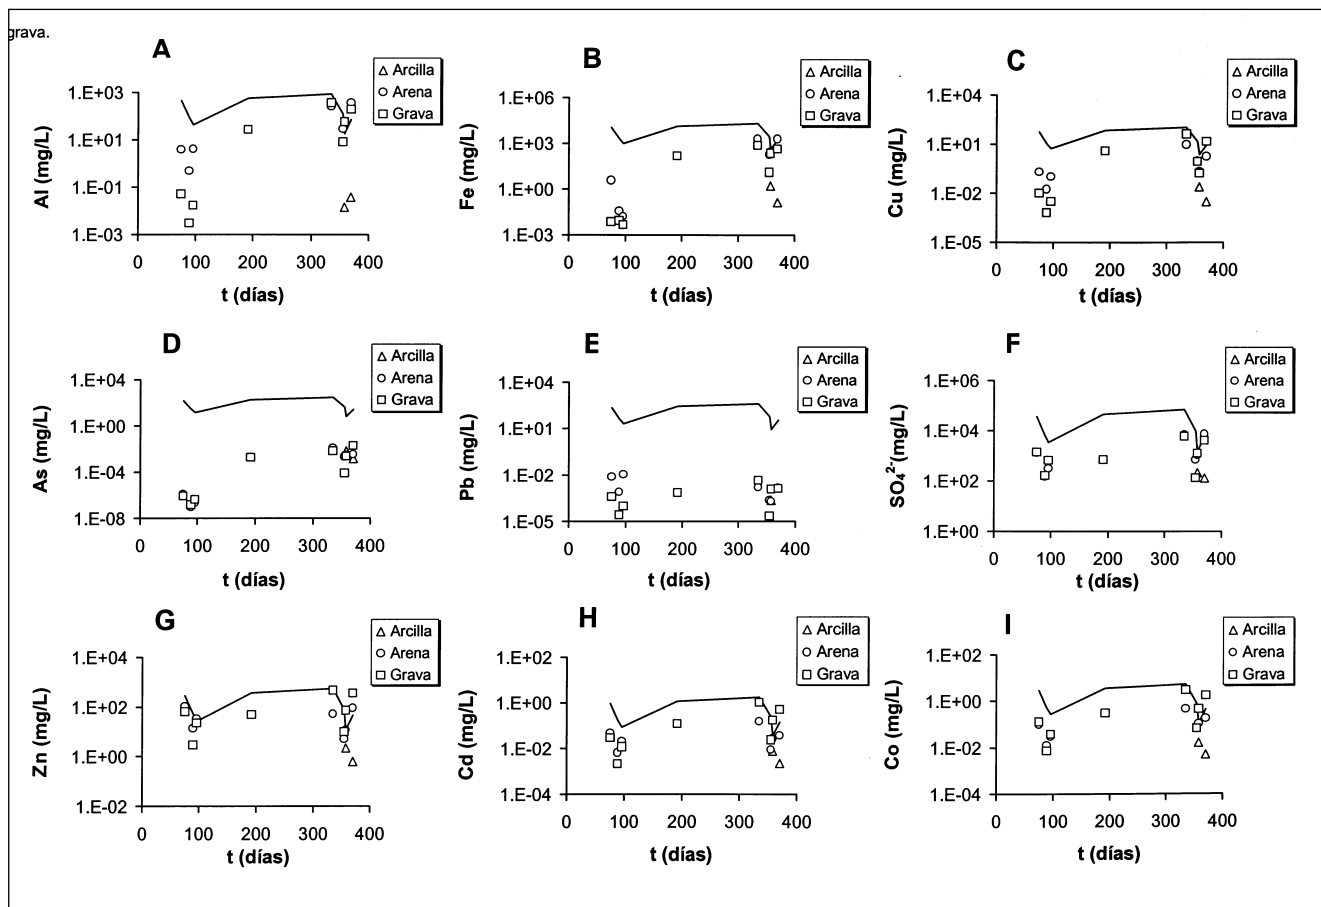 grava.
A
Arcilla
Arena
Grava
Al (mg/L)
1.E+03
1.E+01
1.E-01
1.E-03
0 100 200 300 400
t (días)
B
Arcilla
Arena
Grava
Fe (mg/L)
1.E+06
1.E+03
1.E+00
1.E-03
0 100 200 300 400
t (días)
C
Arcilla
Arena
Grava
Cu (mg/L)
1.E+04
1.E+01
1.E-02
1.E-05
0 100 200 300 400
t (días)
D
Arcilla
Arena
Grava
As (mg/L)
1.E+04
1.E+00
1.E-04
1.E-08
0 100 200 300 400
t (días)
E
Arcilla
Arena
Grava
Pb (mg/L)
1.E+04
1.E+01
1.E-02
1.E-05
0 100 200 300 400
t (días)
F
Arcilla
Arena
Grava
SO₄²⁻(mg/L)
1.E+06
1.E+04
1.E+02
1.E+00
0 100 200 300 400
t (días)
G
Arcilla
Arena
Grava
Zn (mg/L)
1.E+04
1.E+02
1.E+00
1.E-02
0 100 200 300 400
t (días)
H
Arcilla
Arena
Grava
Cd (mg/L)
1.E+02
1.E+00
1.E-02
1.E-04
0 100 200 300 400
t (días)
I
Arcilla
Arena
Grava
Co (mg/L)
1.E+02
1.E+00
1.E-02
1.E-04
0 100 200 300 400
t (días)